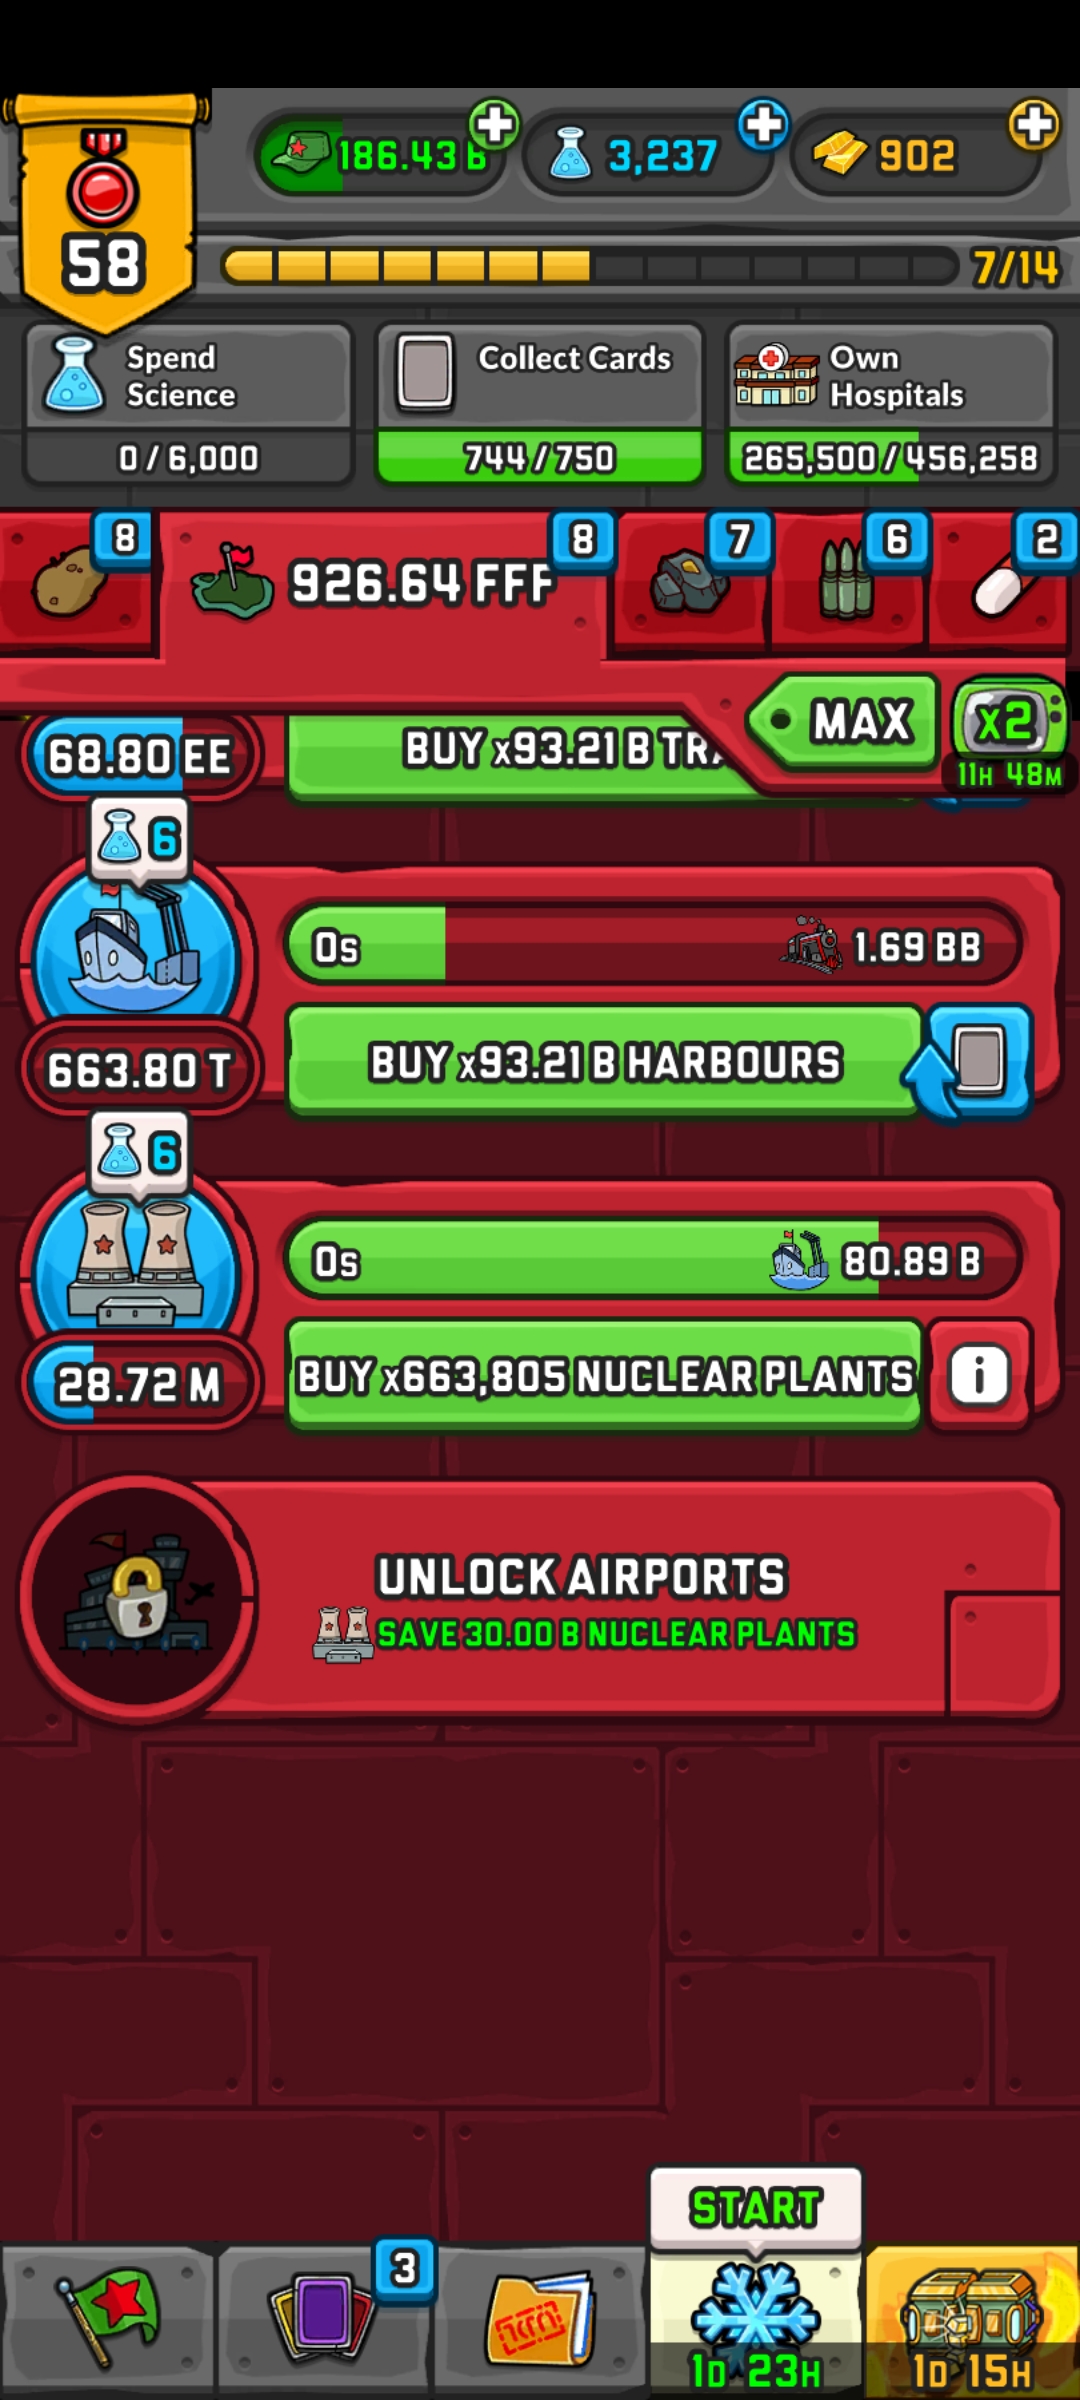 58
186.43 B
3,237
902
7/14
Spend
Science
0 / 6,000
Collect Cards
744 / 750
Own
Hospitals
265,500 / 456,258
8
926.64 FFF
8
7
6
2
MAX
x2
11H 48M
68.80 EE
BUY x93.21 B TRA
6
0s
1.69 BB
663.80 T
BUY x93.21 B HARBOURS
6
0s
80.89 B
28.72 M
BUY x663,805 NUCLEAR PLANTS
i
UNLOCK AIRPORTS
SAVE 30.00 B NUCLEAR PLANTS
START
3
1D 23H
1D 15H